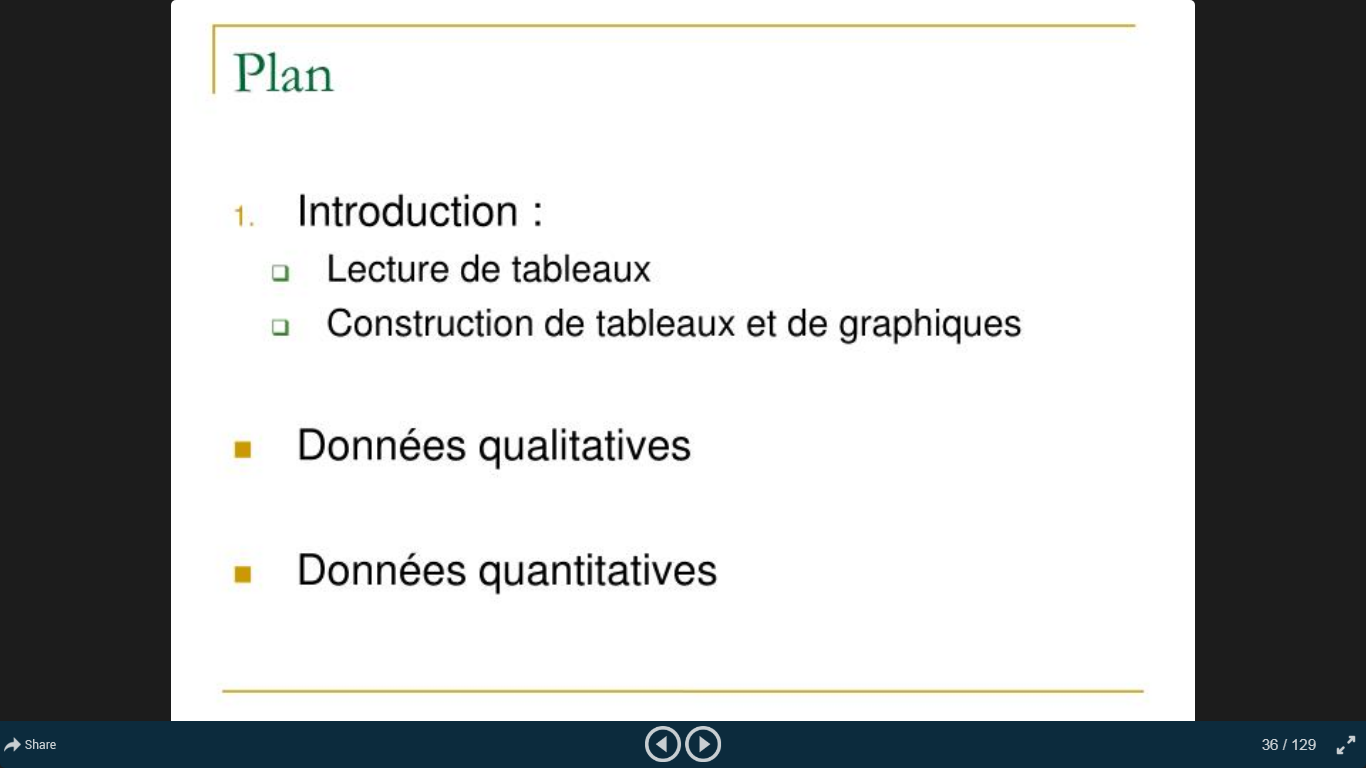 Plan
1. Introduction :
Lecture de tableaux
Construction de tableaux et de graphiques
Données qualitatives
Données quantitatives
Share
36 / 129